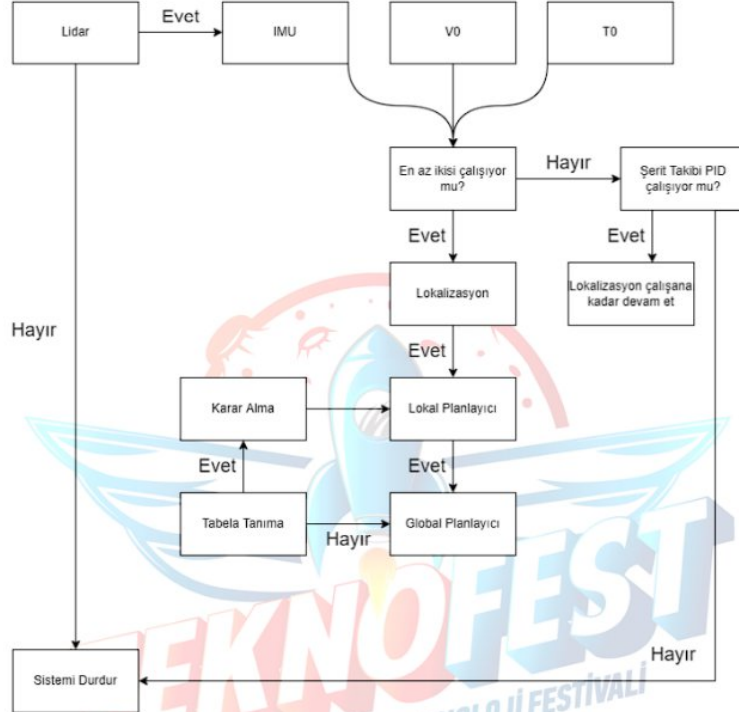 Lidar
Evet
IMU
V0
T0
En az ikisi çalışıyor
mu?
Hayır
Şerit Takibi PID
çalışıyor mu?
Evet
Evet
Lokalizasyon
Lokalizasyon çalışana
kadar devam et
Hayır
Evet
Karar Alma
Lokal Planlayıcı
Evet
Evet
Tabela Tanıma
Hayır
Global Planlayıcı
TEKNOFEST
Hayır
Sistemi Durdur
FESTİVALİ